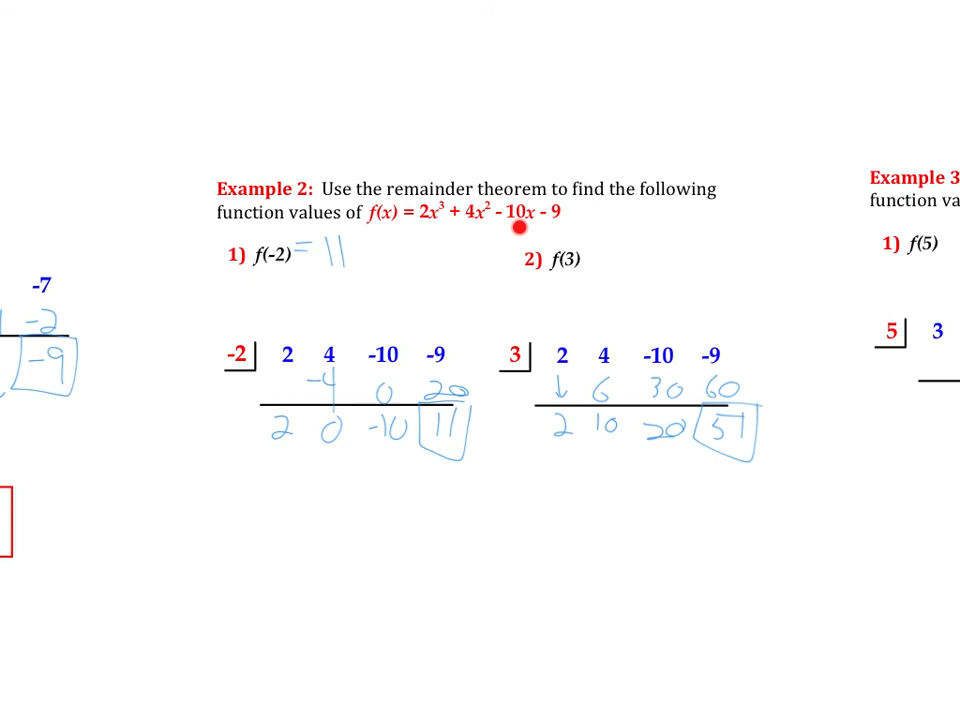 Example 2: Use the remainder theorem to find the following
function values of f(x) = 2x³ + 4x² - 10x - 9
1) f(-2) = 11
2) f(3)
-2 2 4 -10 -9
-4 0 20
2 0 -10 11
3 2 4 -10 -9
↓ 6 30 60
2 10 20 51
-7
-2
-9
Example 3
function va
1) f(5)
5 3